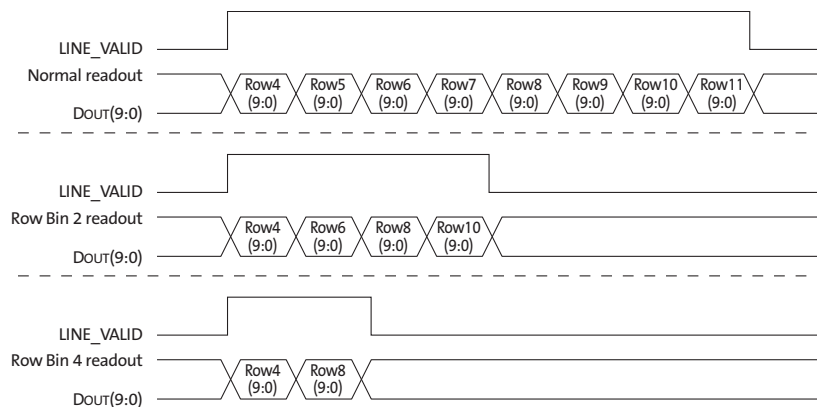 LINE_VALID
Normal readout
Row4 Row5 Row6 Row7 Row8 Row9 Row10 Row11
(9:0) (9:0) (9:0) (9:0) (9:0) (9:0) (9:0) (9:0)
DOUT(9:0)
LINE_VALID
Row Bin 2 readout
Row4 Row6 Row8 Row10
(9:0) (9:0) (9:0) (9:0)
DOUT(9:0)
LINE_VALID
Row Bin 4 readout
Row4 Row8
(9:0) (9:0)
DOUT(9:0)